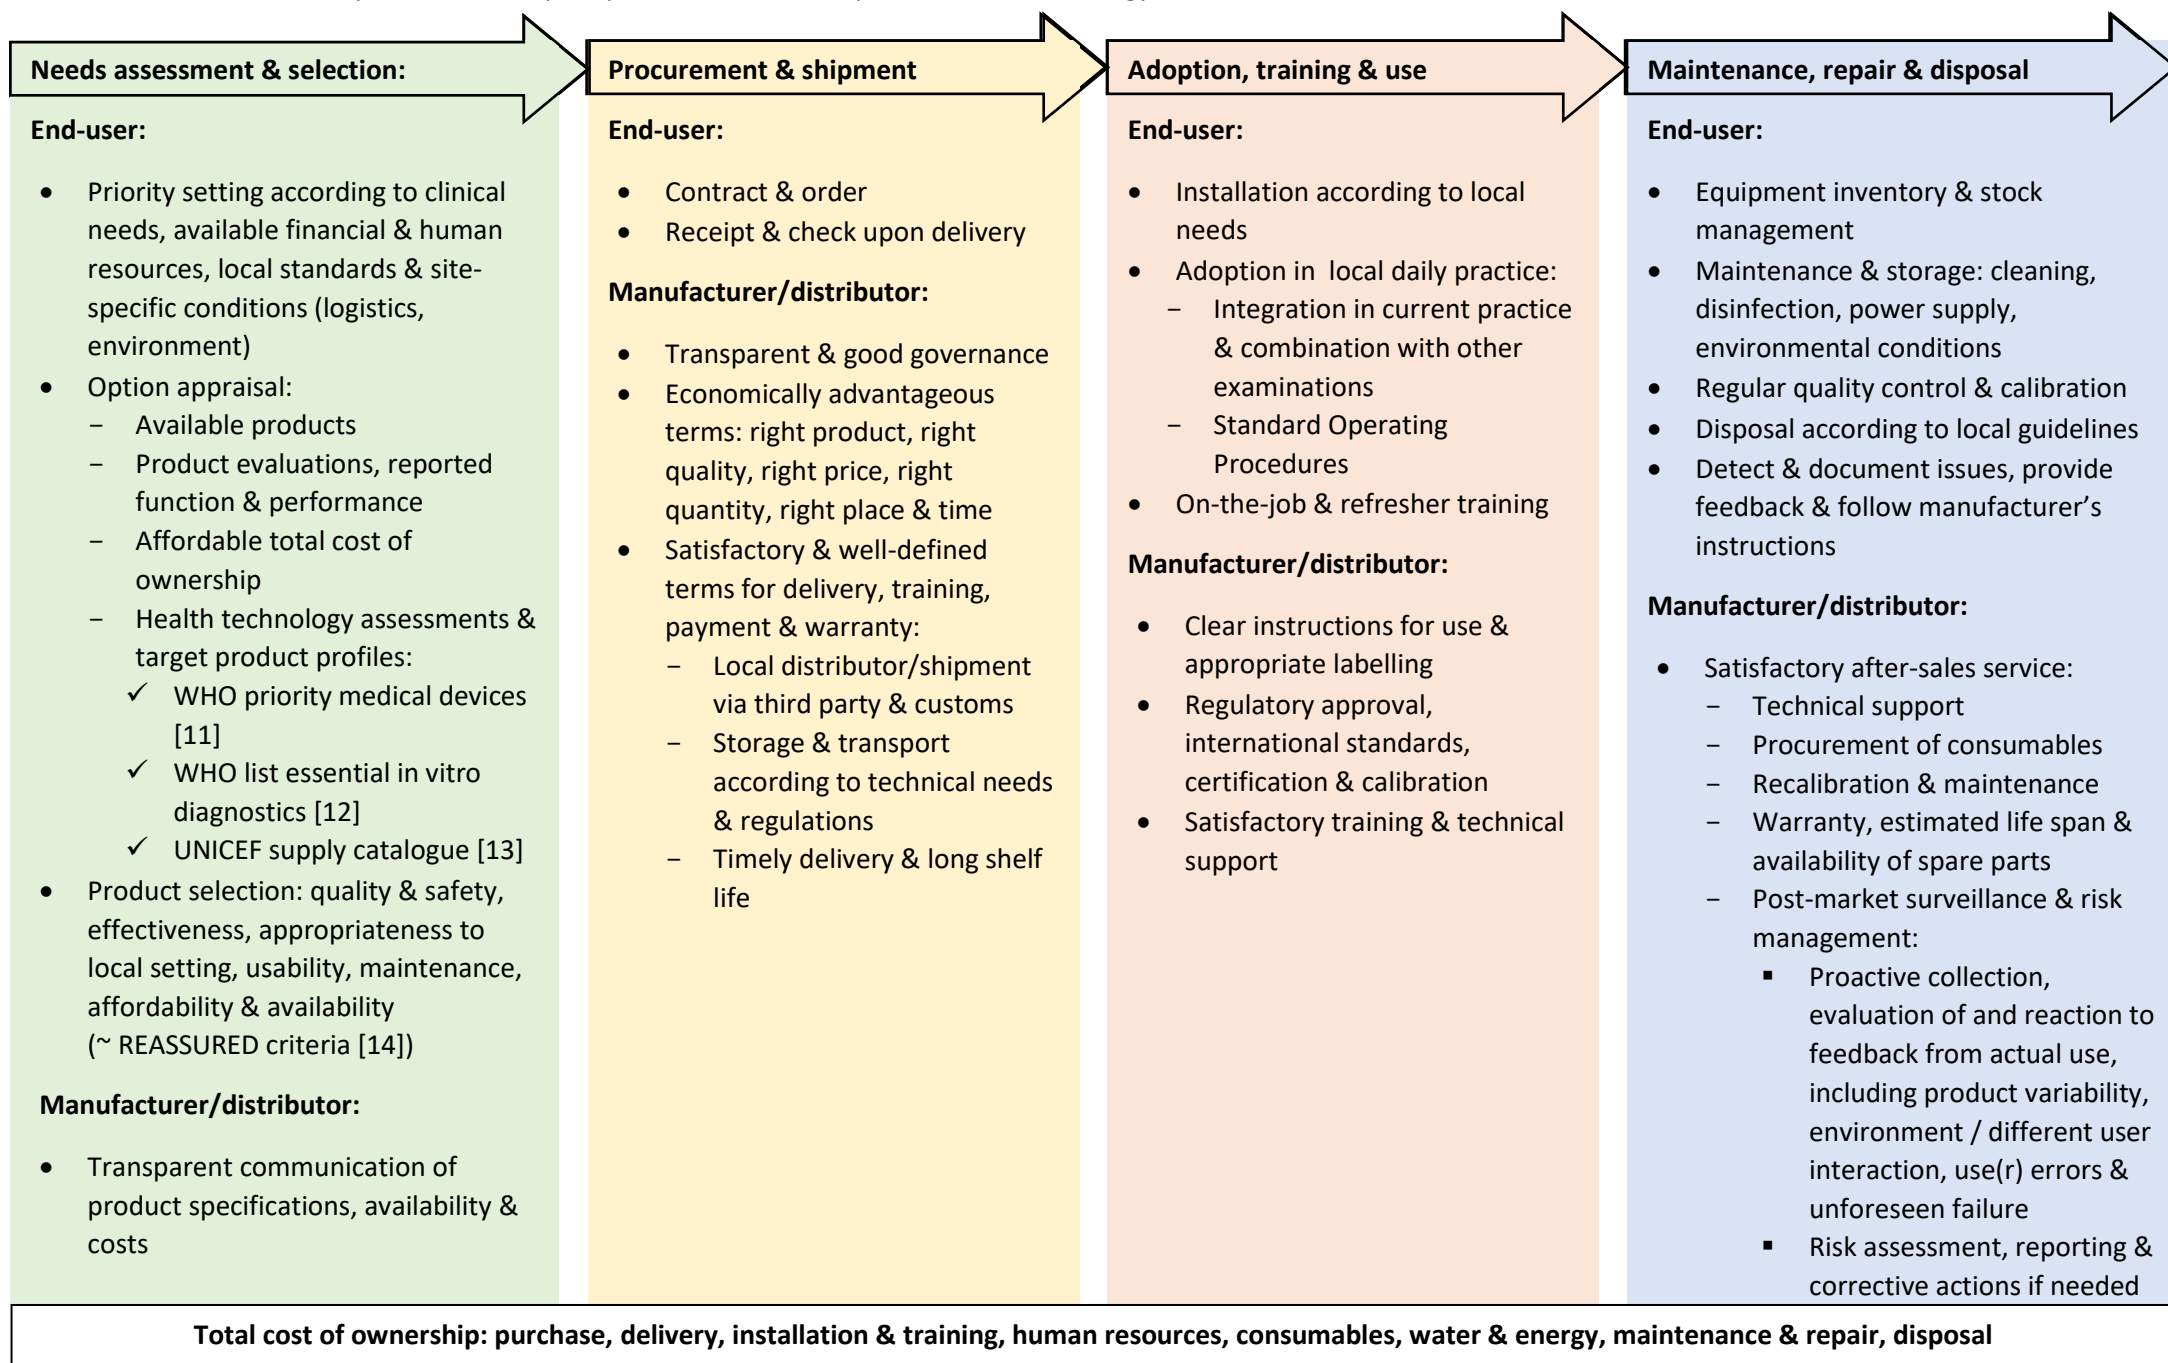 Needs assessment & selection:
End-user:
• Priority setting according to clinical
needs, available financial & human
resources, local standards & site-
specific conditions (logistics,
environment)
• Option appraisal:
− Available products
− Product evaluations, reported
function & performance
− Affordable total cost of
ownership
− Health technology assessments &
target product profiles:
✓ WHO priority medical devices
[11]
✓ WHO list essential in vitro
diagnostics [12]
✓ UNICEF supply catalogue [13]
• Product selection: quality & safety,
effectiveness, appropriateness to
local setting, usability, maintenance,
affordability & availability
(~ REASSURED criteria [14])
Manufacturer/distributor:
• Transparent communication of
product specifications, availability &
costs
Procurement & shipment
End-user:
• Contract & order
• Receipt & check upon delivery
Manufacturer/distributor:
• Transparent & good governance
• Economically advantageous
terms: right product, right
quality, right price, right
quantity, right place & time
• Satisfactory & well-defined
terms for delivery, training,
payment & warranty:
− Local distributor/shipment
via third party & customs
− Storage & transport
according to technical needs
& regulations
− Timely delivery & long shelf
life
Adoption, training & use
End-user:
• Installation according to local
needs
• Adoption in local daily practice:
− Integration in current practice
& combination with other
examinations
− Standard Operating
Procedures
• On-the-job & refresher training
Manufacturer/distributor:
• Clear instructions for use &
appropriate labelling
• Regulatory approval,
international standards,
certification & calibration
• Satisfactory training & technical
support
Maintenance, repair & disposal
End-user:
• Equipment inventory & stock
management
• Maintenance & storage: cleaning,
disinfection, power supply,
environmental conditions
• Regular quality control & calibration
• Disposal according to local guidelines
• Detect & document issues, provide
feedback & follow manufacturer’s
instructions
Manufacturer/distributor:
• Satisfactory after-sales service:
− Technical support
− Procurement of consumables
− Recalibration & maintenance
− Warranty, estimated life span &
availability of spare parts
− Post-market surveillance & risk
management:
▪ Proactive collection,
evaluation of and reaction to
feedback from actual use,
including product variability,
environment / different user
interaction, use(r) errors &
unforeseen failure
▪ Risk assessment, reporting &
corrective actions if needed
Total cost of ownership: purchase, delivery, installation & training, human resources, consumables, water & energy, maintenance & repair, disposal